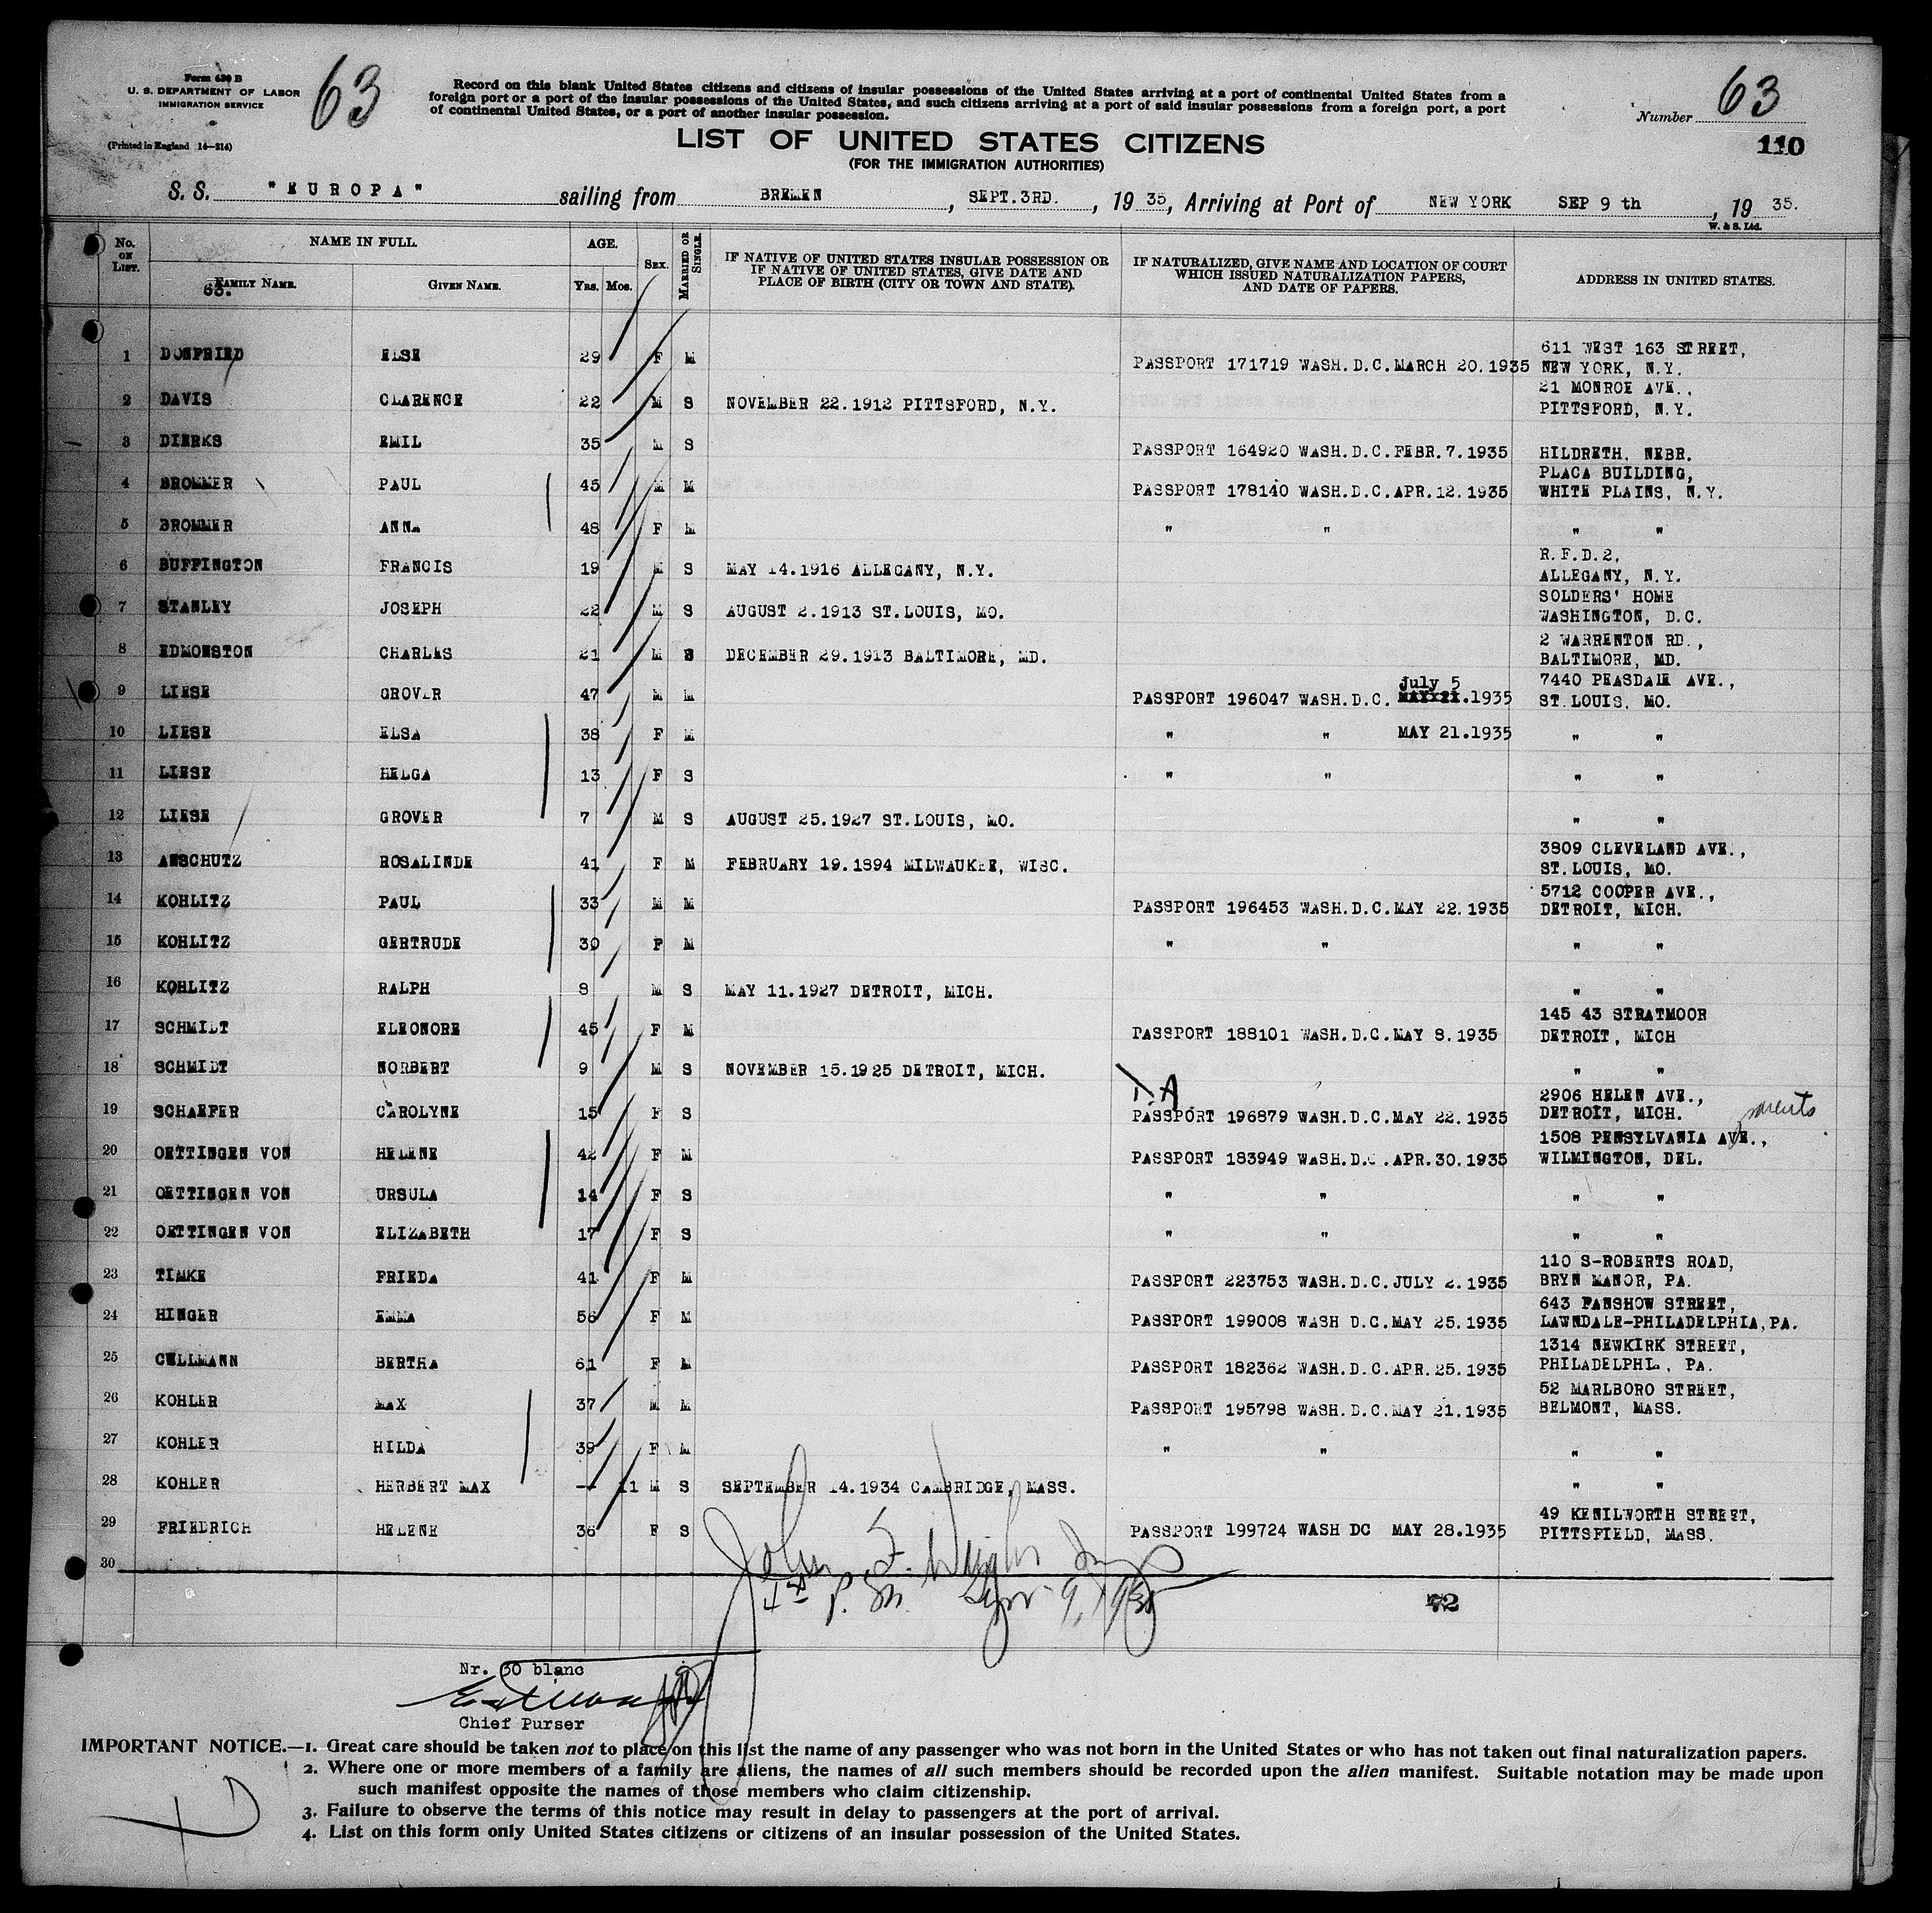 Form 630 B
U. S. DEPARTMENT OF LABOR
IMMIGRATION SERVICE
(Printed in England 14—214)
63
Record on this blank United States citizens and citizens of insular possessions of the United States arriving at a port of continental United States from a
foreign port or a port of the insular possessions of the United States, and such citizens arriving at a port of said insular possessions from a foreign port, a port
of continental United States, or a port of another insular possession.
Number 63
110
LIST OF UNITED STATES CITIZENS
(FOR THE IMMIGRATION AUTHORITIES)
S. S. "EUROPA" sailing from BREMEN, SEPT.3RD., 19 35, Arriving at Port of NEW YORK SEP 9 th, 19 35.
W. & S. Ltd.
No. ON LIST. NAME IN FULL. AGE. SEX. MARRIED OR SINGLE. IF NATIVE OF UNITED STATES INSULAR POSSESSION OR IF NATIVE OF UNITED STATES, GIVE DATE AND PLACE OF BIRTH (CITY OR TOWN AND STATE). IF NATURALIZED, GIVE NAME AND LOCATION OF COURT WHICH ISSUED NATURALIZATION PAPERS, AND DATE OF PAPERS. ADDRESS IN UNITED STATES.
FAMILY NAME. GIVEN NAME. YRS. MOS.
63.
1 DONFRIED ELSE 29 F M PASSPORT 171719 WASH.D.C.MARCH 20.1935 611 WEST 163 STREET, NEW YORK, N.Y.
2 DAVIS CLARENCE 22 M S NOVEMBER 22.1912 PITTSFORD, N.Y. 21 MONROE AVE., PITTSFORD, N.Y.
3 DIERKS EMIL 35 M S PASSPORT 164920 WASH.D.C.FEBR.7.1935 HILDRETH, NEBR.
4 BROMMER PAUL 45 M M PASSPORT 178140 WASH.D.C.APR.12.1935 PLACA BUILDING, WHITE PLAINS, N.Y.
5 BROMMER ANNA 48 F M " " " "
6 BUFFINGTON FRANCIS 19 M S MAY 14.1916 ALLEGANY, N.Y. R.F.D.2, ALLEGANY, N.Y.
7 STANLEY JOSEPH 22 M S AUGUST 2.1913 ST.LOUIS, MO. SOLDERS' HOME WASHINGTON, D.C.
8 EDMONSTON CHARLES 21 M S DECEMBER 29.1913 BALTIMORE, MD. 2 WARRENTON RD., BALTIMORE, MD.
9 LIESE GROVER 47 M M PASSPORT 196047 WASH.D.C. July 5 .1935 7440 PEASDALE AVE., ST.LOUIS, MO.
10 LIESE ELSA 38 F M " " MAY 21.1935 " "
11 LIESE HELGA 13 F S " " " "
12 LIESE GROVER 7 M S AUGUST 25.1927 ST.LOUIS, MO. " "
13 ANSCHUTZ ROSALINDE 41 F M FEBRUARY 19.1894 MILWAUKEE, WISC. 3809 CLEVELAND AVE., ST.LOUIS, MO.
14 KOHLITZ PAUL 33 M M PASSPORT 196453 WASH.D.C.MAY 22.1935 5712 COOPER AVE., DETROIT, MICH.
15 KOHLITZ GERTRUDE 30 F M " " " "
16 KOHLITZ RALPH 8 M S MAY 11.1927 DETROIT, MICH. " "
17 SCHMIDT ELEONORE 45 F M PASSPORT 188101 WASH.D.C.MAY 8.1935 145 43 STRATMOOR DETROIT, MICH
18 SCHMIDT NORBERT 9 M S NOVEMBER 15.1925 DETROIT, MICH. " "
19 SCHAEFER CAROLYNE 15 F S PASSPORT 196879 WASH.D.C.MAY 22.1935 2906 HELEN AVE., DETROIT, MICH. parents
20 OETTINGEN VON HELENE 42 F M PASSPORT 183949 WASH.D.C.APR.30.1935 1508 PENSYLVANIA AVE., WILMINGTON, DEL.
21 OETTINGEN VON URSULA 14 F S " " " "
22 OETTINGEN VON ELIZABETH 17 F S " " " "
23 TIMKE FRIEDA 41 F M PASSPORT 223753 WASH.D.C.JULY 2.1935 110 S-ROBERTS ROAD, BRYN MANOR, PA.
24 HINGER EMMA 56 F M PASSPORT 199008 WASH D.C.MAY 25.1935 643 FANSHOW STREET, LAWNDALE-PHILADELPHIA,PA.
25 CULLMANN BERTHA 61 F M PASSPORT 182362 WASH.D.C.APR.25.1935 1314 NEWKIRK STREET, PHILADELPHIA, PA.
26 KOHLER MAX 37 M M PASSPORT 195798 WASH.D.C.MAY 21.1935 52 MARLBORO STREET, BELMONT, MASS.
27 KOHLER HILDA 39 F M " " " "
28 KOHLER HERBERT MAX — 11 M S SEPTEMBER 14.1934 CAMBRIDGE, MASS. " "
29 FRIEDRICH HELENE 36 F S PASSPORT 199724 WASH DC MAY 28.1935 49 KENILWORTH STREET, PITTSFIELD, MASS.
30
John
72
Nr. 30 blanc
Chief Purser
IMPORTANT NOTICE.—1. Great care should be taken not to place on this list the name of any passenger who was not born in the United States or who has not taken out final naturalization papers.
2. Where one or more members of a family are aliens, the names of all such members should be recorded upon the alien manifest. Suitable notation may be made upon
such manifest opposite the names of those members who claim citizenship.
3. Failure to observe the terms of this notice may result in delay to passengers at the port of arrival.
4. List on this form only United States citizens or citizens of an insular possession of the United States.